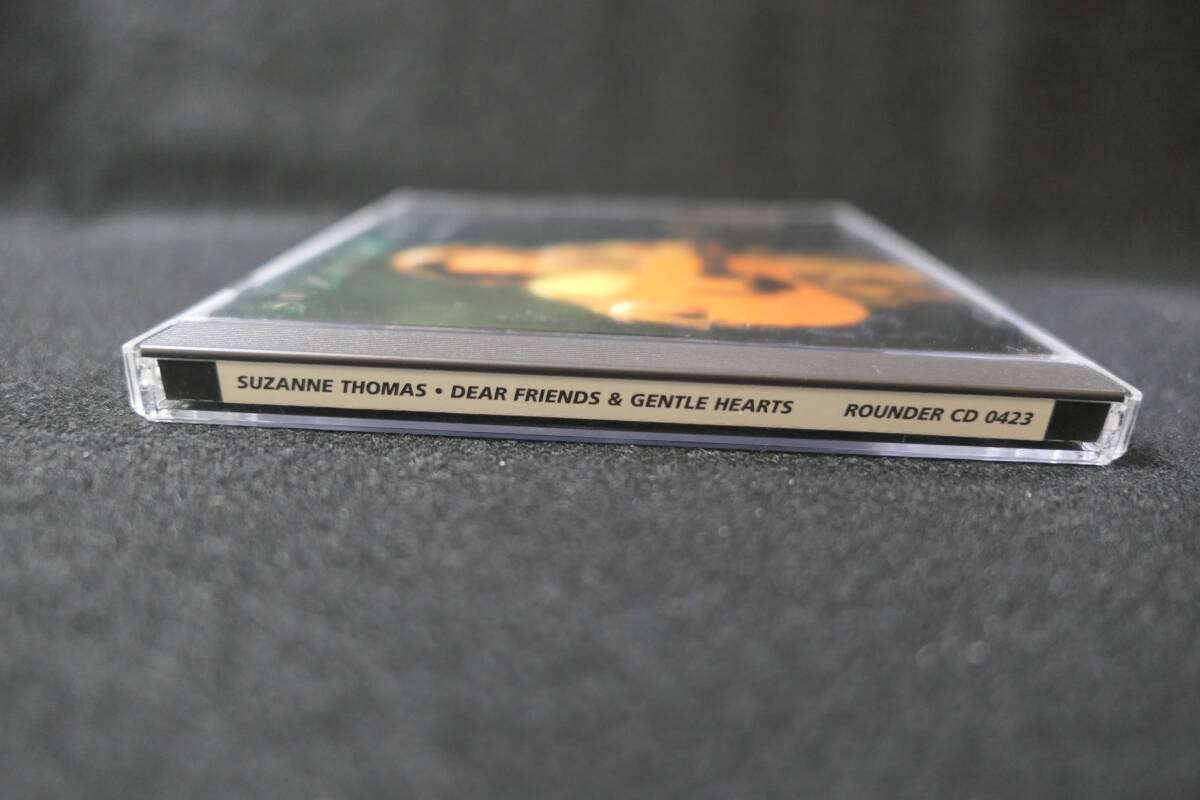 SUZANNE THOMAS • DEAR FRIENDS & GENTLE HEARTS ROUNDER CD 0423